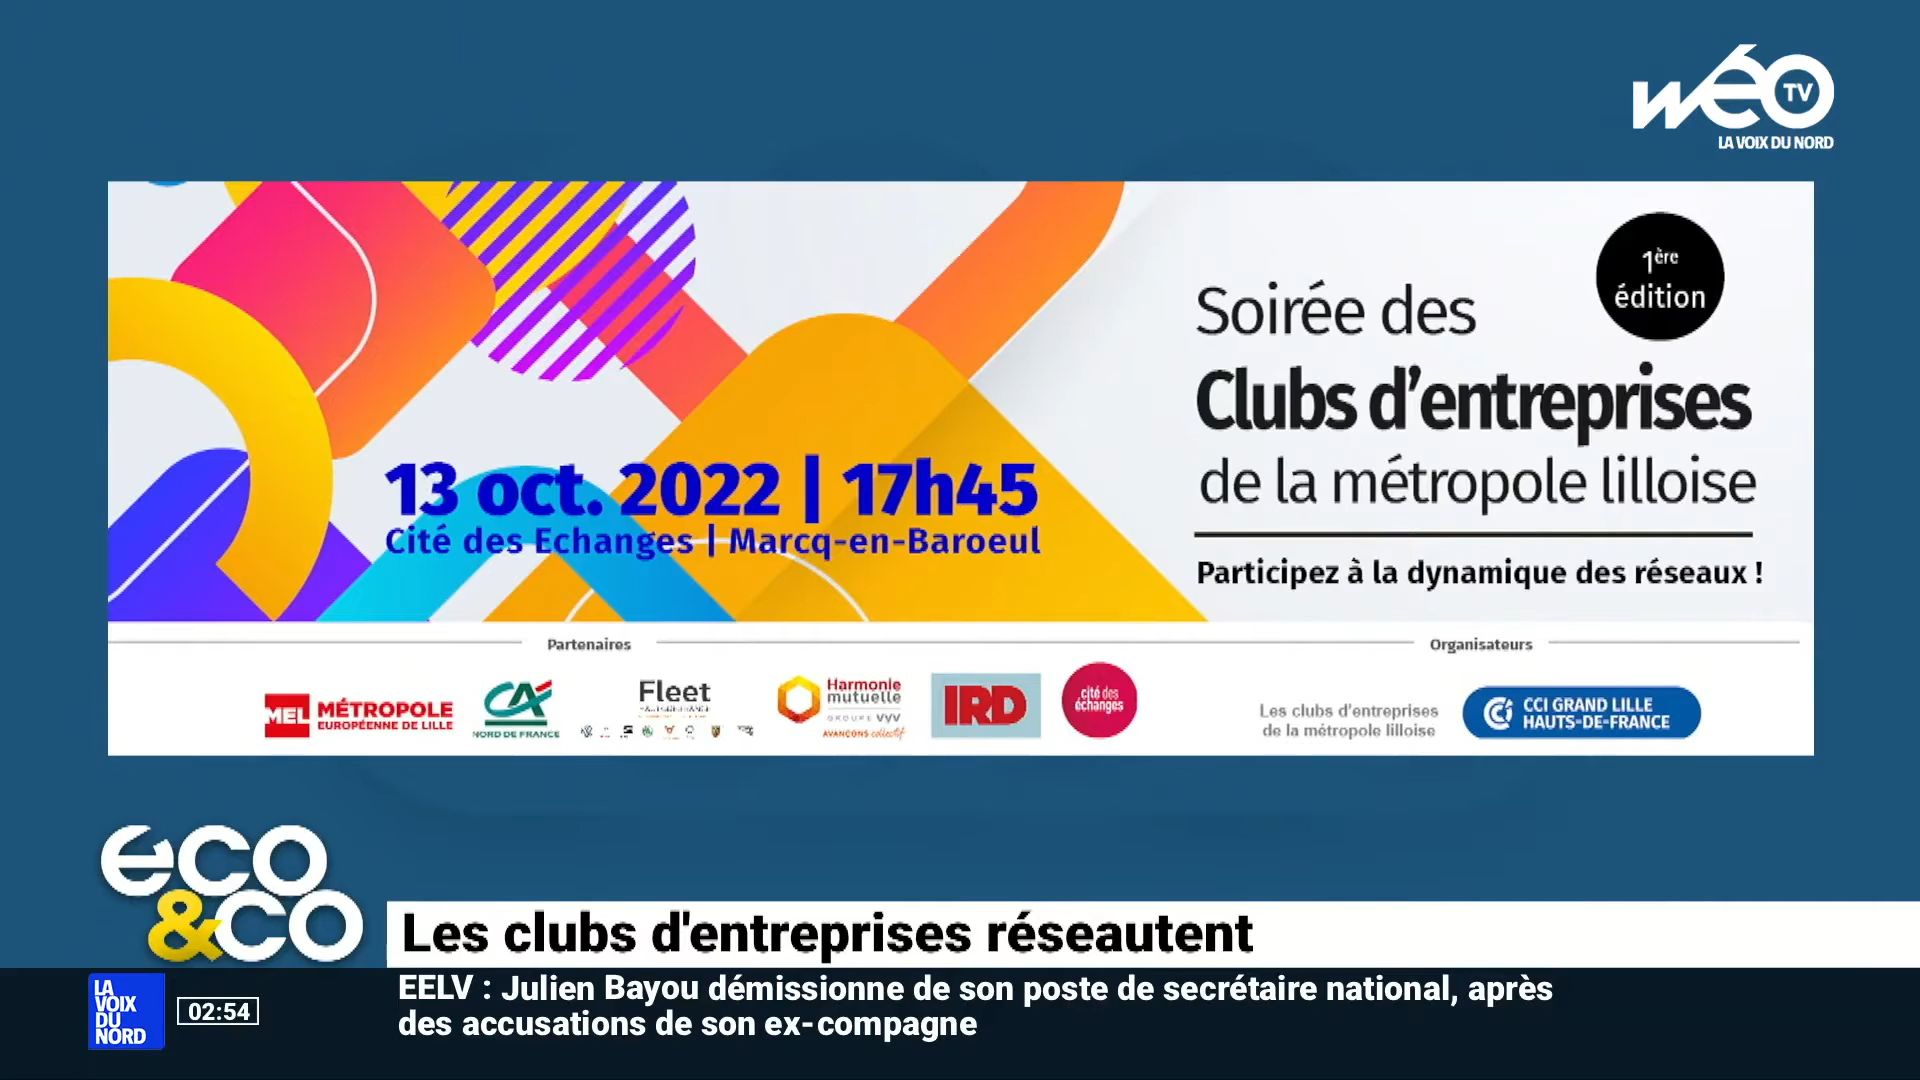 wéo TV
LA VOIX DU NORD
1ère
édition
Soirée des
Clubs d'entreprises
de la métropole lilloise
Participez à la dynamique des réseaux !
13 oct. 2022 | 17h45
Cité des Echanges | Marcq-en-Baroeul
Partenaires
Organisateurs
MEL MÉTROPOLE
EUROPÉENNE DE LILLE
CA
NORD DE FRANCE
Fleet
Harmonie
mutuelle
GROUPE VYV
AVANÇONS collectif
IRD
cité des
échanges
Les clubs d'entreprises
de la métropole lilloise
CCI GRAND LILLE
HAUTS-DE-FRANCE
éco
&co
Les clubs d'entreprises réseautent
LA
VOIX
DU
NORD
02:54
EELV : Julien Bayou démissionne de son poste de secrétaire national, après
des accusations de son ex-compagne